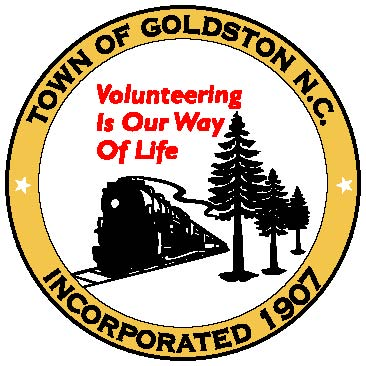 TOWN OF GOLDSTON N.C.
Volunteering
Is Our Way
Of Life
INCORPORATED 1907